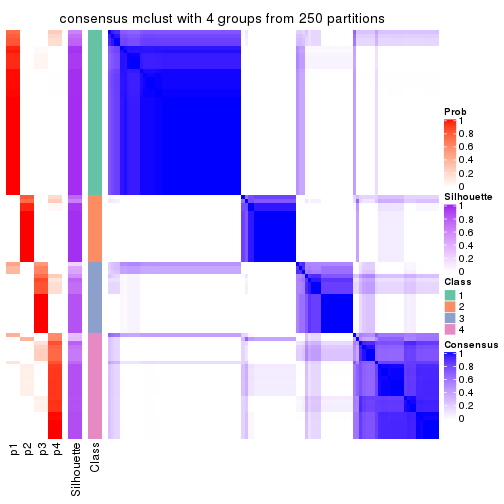 consensus mclust with 4 groups from 250 partitions
Prob
1
0.8
0.6
0.4
0.2
0
Silhouette
1
0.8
0.6
0.4
0.2
0
Class
1
2
3
4
Consensus
1
0.8
0.6
0.4
0.2
0
p1
p2
p3
p4
Silhouette
Class